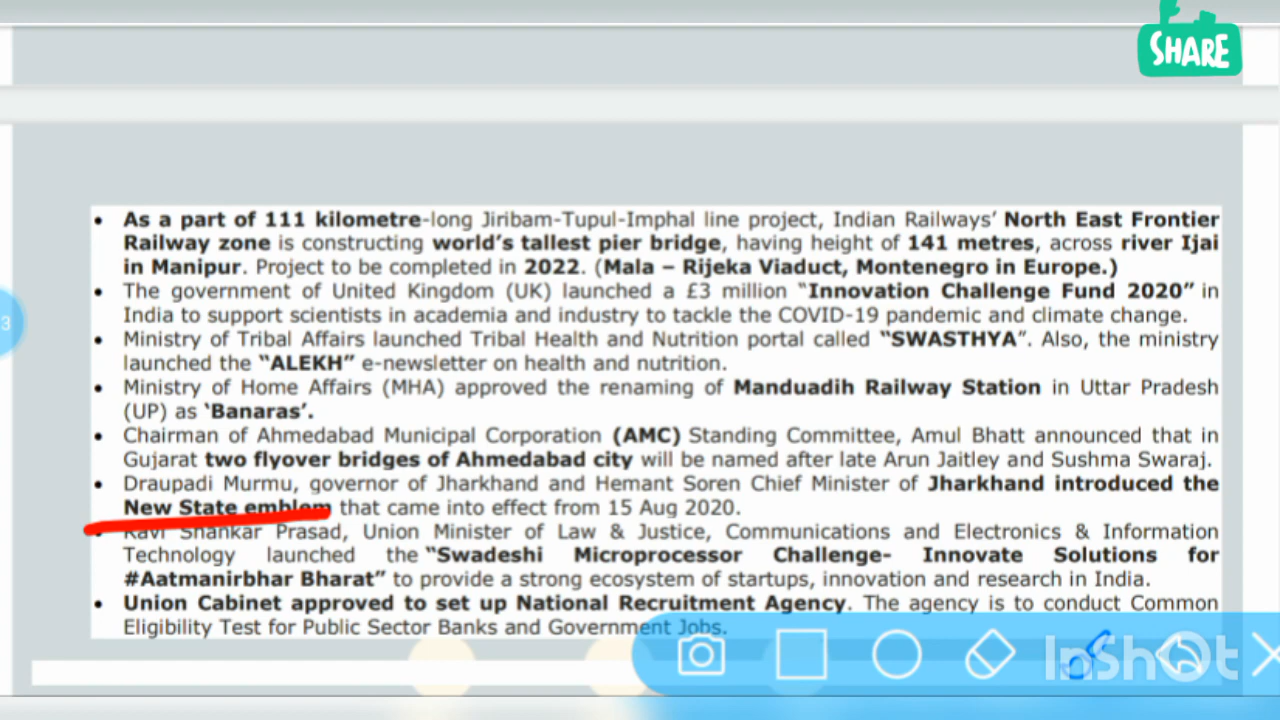 SHARE
• As a part of 111 kilometre-long Jiribam-Tupul-Imphal line project, Indian Railways’ North East Frontier
Railway zone is constructing world’s tallest pier bridge, having height of 141 metres, across river Ijai
in Manipur. Project to be completed in 2022. (Mala – Rijeka Viaduct, Montenegro in Europe.)
• The government of United Kingdom (UK) launched a £3 million “Innovation Challenge Fund 2020” in
India to support scientists in academia and industry to tackle the COVID-19 pandemic and climate change.
3
• Ministry of Tribal Affairs launched Tribal Health and Nutrition portal called “SWASTHYA”. Also, the ministry
launched the “ALEKH” e-newsletter on health and nutrition.
• Ministry of Home Affairs (MHA) approved the renaming of Manduadih Railway Station in Uttar Pradesh
(UP) as ‘Banaras’.
• Chairman of Ahmedabad Municipal Corporation (AMC) Standing Committee, Amul Bhatt announced that in
Gujarat two flyover bridges of Ahmedabad city will be named after late Arun Jaitley and Sushma Swaraj.
• Draupadi Murmu, governor of Jharkhand and Hemant Soren Chief Minister of Jharkhand introduced the
New State emblem that came into effect from 15 Aug 2020.
• Ravi Shankar Prasad, Union Minister of Law & Justice, Communications and Electronics & Information
Technology launched the “Swadeshi Microprocessor Challenge- Innovate Solutions for
#Aatmanirbhar Bharat” to provide a strong ecosystem of startups, innovation and research in India.
• Union Cabinet approved to set up National Recruitment Agency. The agency is to conduct Common
Eligibility Test for Public Sector Banks and Government Jobs.
InShOt